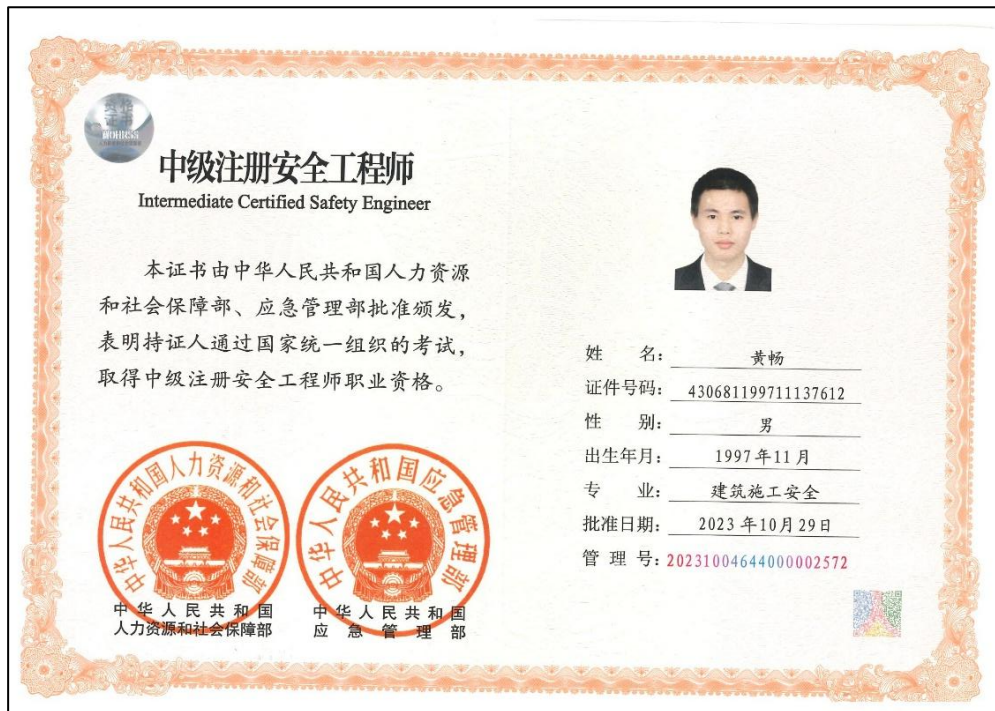 中级注册安全工程师
Intermediate Certified Safety Engineer
本证书由中华人民共和国人力资源
和社会保障部、应急管理部批准颁发，
表明持证人通过国家统一组织的考试，
取得中级注册安全工程师职业资格。
中华人民共和国人力资源和社会保障部
中华人民共和国应急管理部
中华人民共和国
人力资源和社会保障部
中华人民共和国
应急管理部
姓 名： 黄畅
证件号码： 430681199711137612
性 别： 男
出生年月： 1997年11月
专 业： 建筑施工安全
批准日期： 2023年10月29日
管 理 号： 20231004644000002572